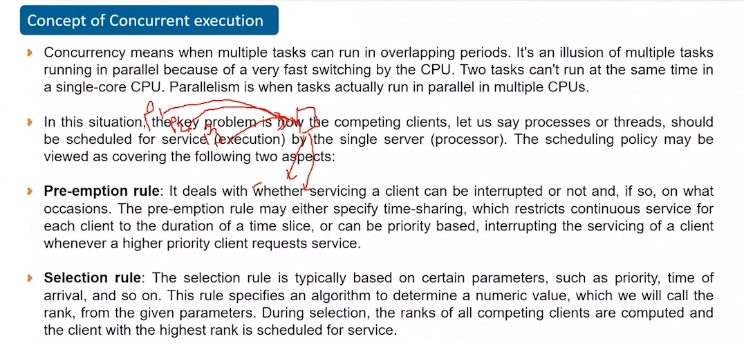 Concept of Concurrent execution
Concurrency means when multiple tasks can run in overlapping periods. It's an illusion of multiple tasks
running in parallel because of a very fast switching by the CPU. Two tasks can't run at the same time in
a single-core CPU. Parallelism is when tasks actually run in parallel in multiple CPUs.
In this situation, the key problem is how the competing clients, let us say processes or threads, should
be scheduled for service (execution) by the single server (processor). The scheduling policy may be
viewed as covering the following two aspects:
Pre-emption rule: It deals with whether servicing a client can be interrupted or not and, if so, on what
occasions. The pre-emption rule may either specify time-sharing, which restricts continuous service for
each client to the duration of a time slice, or can be priority based, interrupting the servicing of a client
whenever a higher priority client requests service.
Selection rule: The selection rule is typically based on certain parameters, such as priority, time of
arrival, and so on. This rule specifies an algorithm to determine a numeric value, which we will call the
rank, from the given parameters. During selection, the ranks of all competing clients are computed and
the client with the highest rank is scheduled for service.